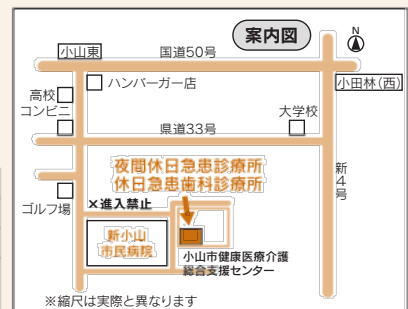 案内図
N
小山東
国道50号
ハンバーガー店
小田林(西)
高校
コンビニ
大学校
県道33号
夜間休日急患診療所
休日急患歯科診療所
新4号
ゴルフ場
×進入禁止
新小山
市民病院
小山市健康医療介護
総合支援センター
※縮尺は実際と異なります